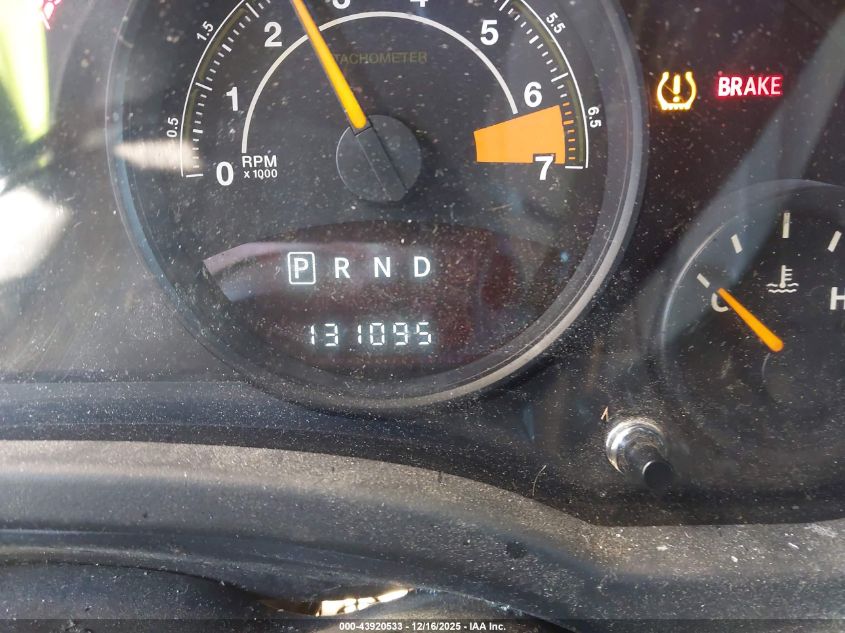 0 0.5 1 1.5 2 3 4 5 5.5 6 6.5 7
TACHOMETER
RPM
x 1000
BRAKE
P R N D
131095
C H
000-43920533 - 12/16/2025 - IAA Inc.